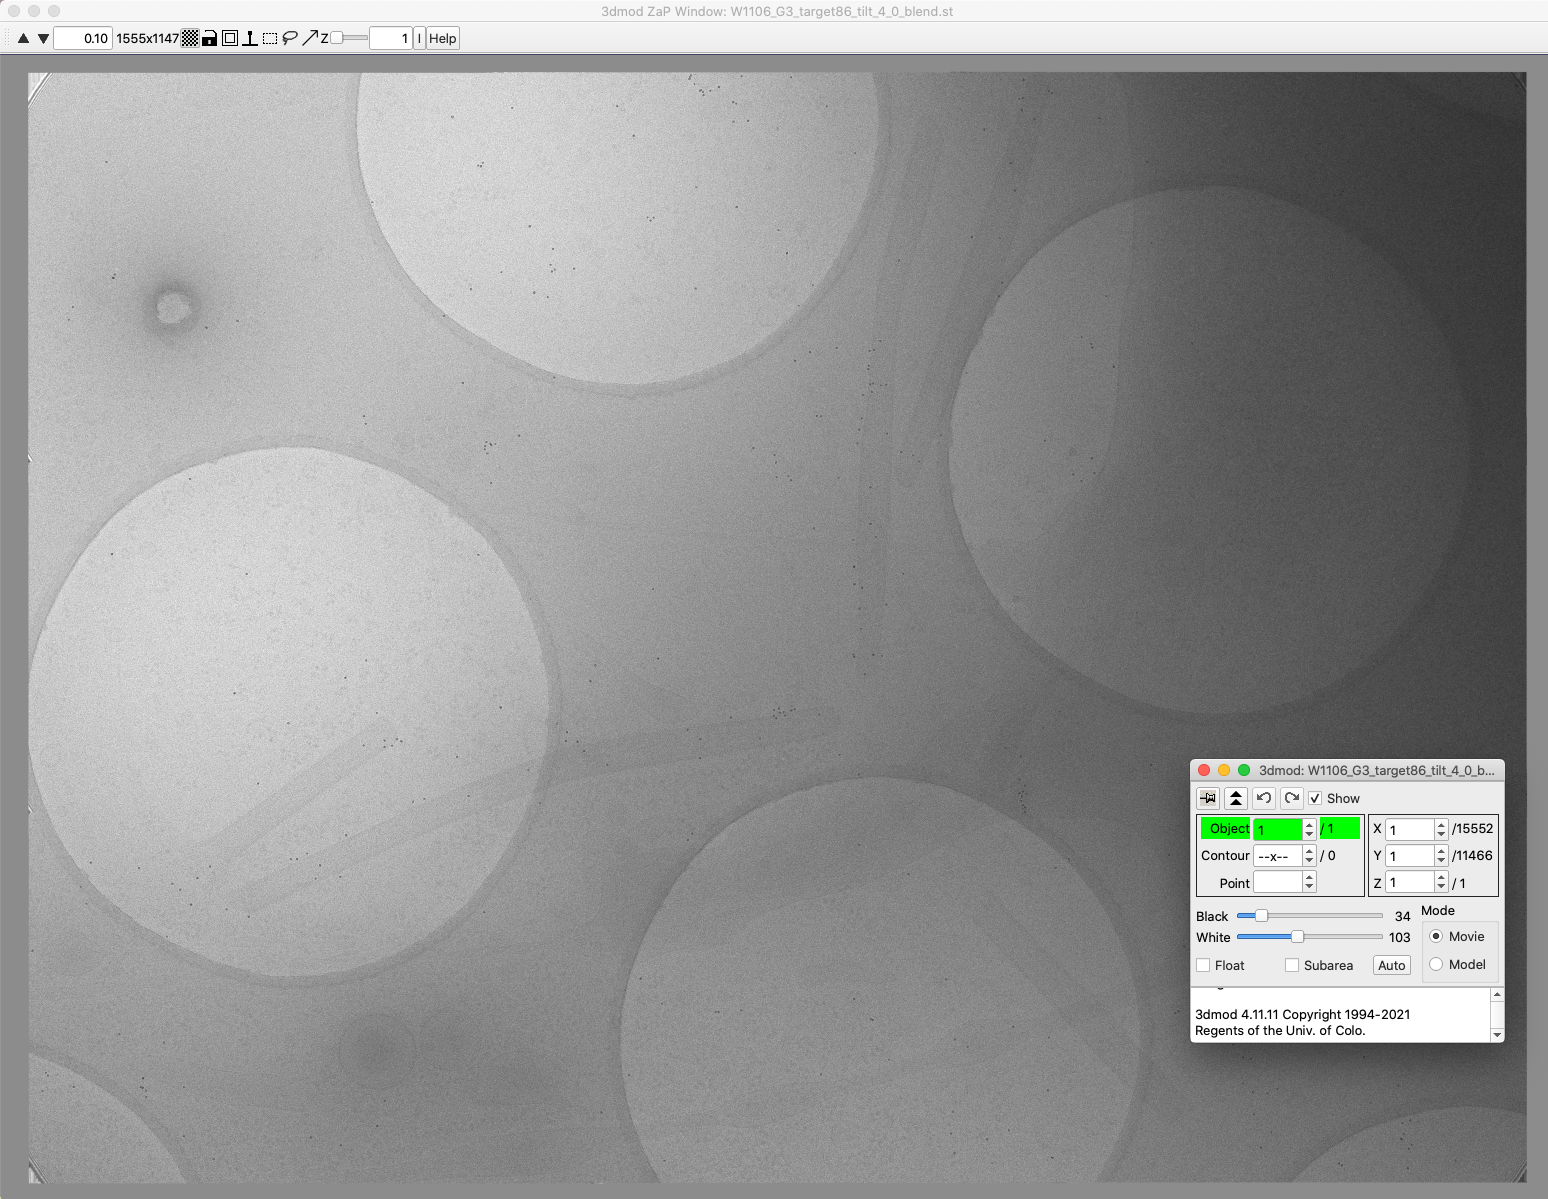 3dmod ZaP Window: W1106_G3_target86_tilt_4_0_blend.st
0.10 1555x1147 Z 1 I Help
3dmod: W1106_G3_target86_tilt_4_0_b...
Show
Object 1 / 1 X 1 /15552
Contour --x-- / 0 Y 1 /11466
Point Z 1 / 1
Black 34 Mode
White 103 Movie
Float Subarea Auto Model
3dmod 4.11.11 Copyright 1994-2021
Regents of the Univ. of Colo.